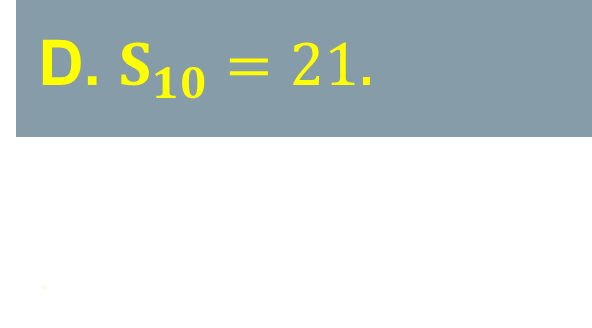 D. S₁₀ = 21.